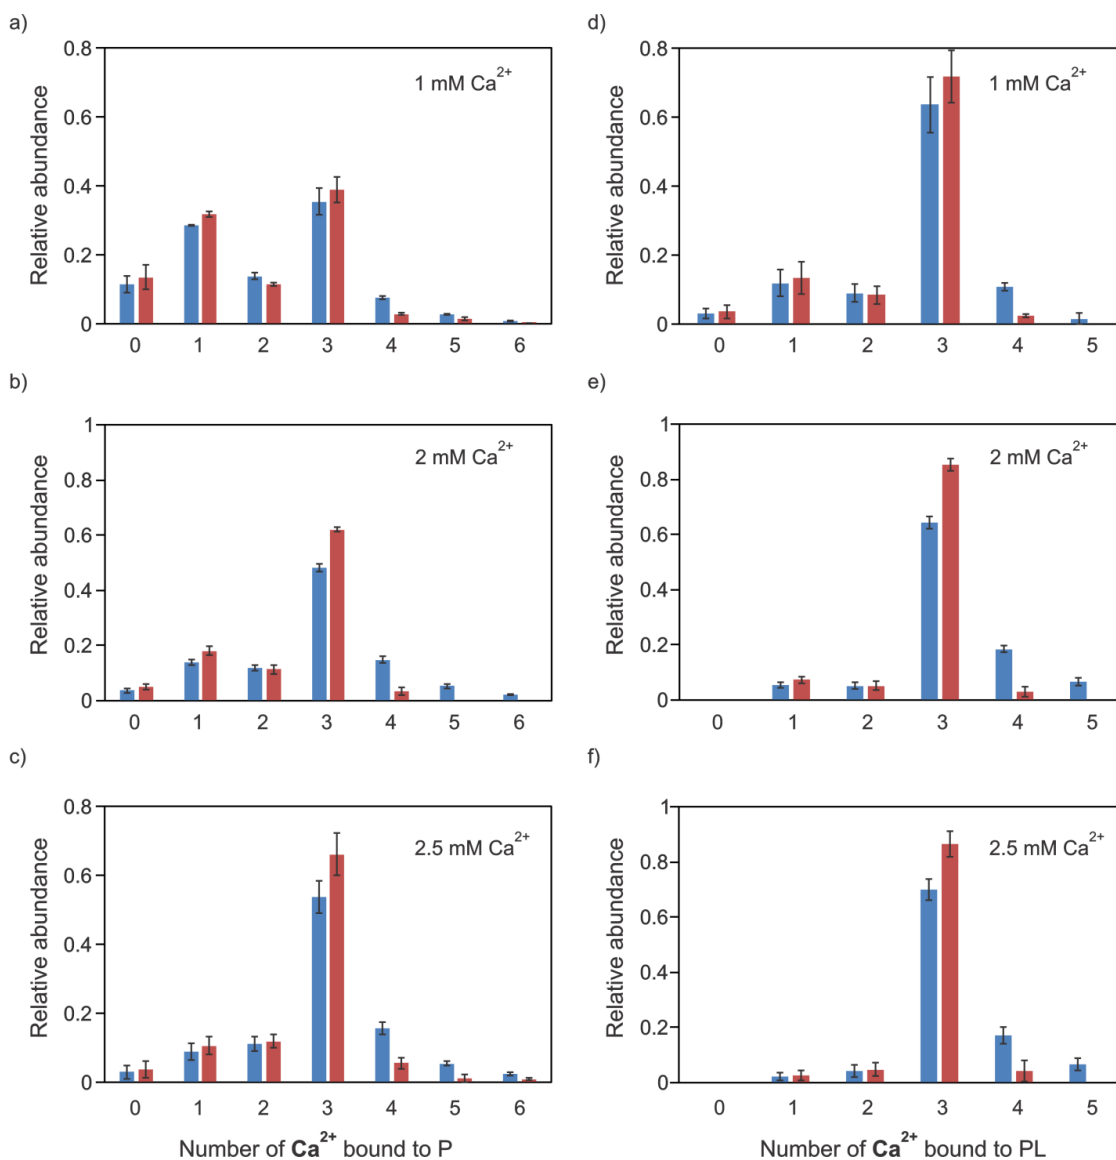 a)
Relative abundance
0.8
0.6
0.4
0.2
0
1 mM Ca²⁺
0 1 2 3 4 5 6
d)
Relative abundance
0.8
0.6
0.4
0.2
0
1 mM Ca²⁺
0 1 2 3 4 5
b)
Relative abundance
1
0.8
0.6
0.4
0.2
0
2 mM Ca²⁺
0 1 2 3 4 5 6
e)
Relative abundance
1
0.8
0.6
0.4
0.2
0
2 mM Ca²⁺
0 1 2 3 4 5
c)
Relative abundance
0.8
0.6
0.4
0.2
0
2.5 mM Ca²⁺
0 1 2 3 4 5 6
Number of Ca²⁺ bound to P
f)
Relative abundance
1
0.8
0.6
0.4
0.2
0
2.5 mM Ca²⁺
0 1 2 3 4 5
Number of Ca²⁺ bound to PL